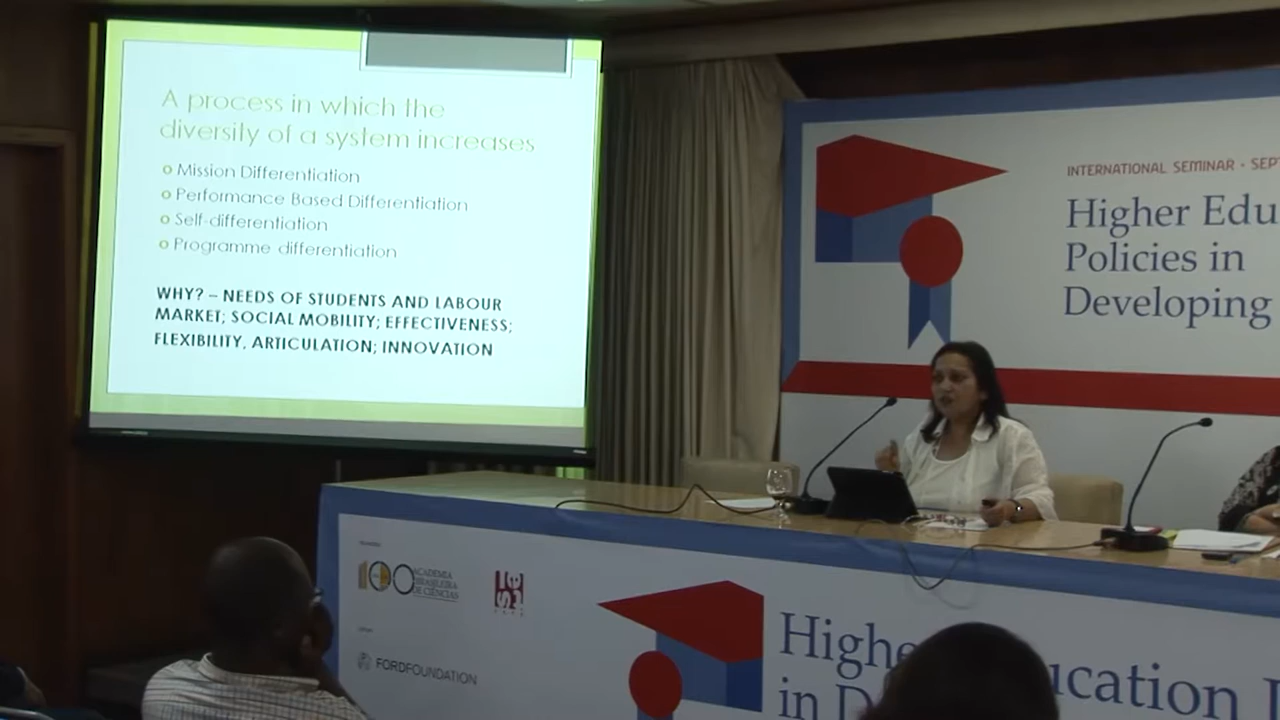 A process in which the
diversity of a system increases
o Mission Differentiation
o Performance Based Differentiation
o Self-differentiation
o Programme differentiation
WHY? – NEEDS OF STUDENTS AND LABOUR
MARKET; SOCIAL MOBILITY; EFFECTIVENESS;
FLEXIBILITY, ARTICULATION; INNOVATION
INTERNATIONAL SEMINAR • SEPT
Higher Edu
Policies in
Developing
100 ACADEMIA
BRASILEIRA
DE CIÊNCIAS
FORDFOUNDATION
Highe ucation
in D